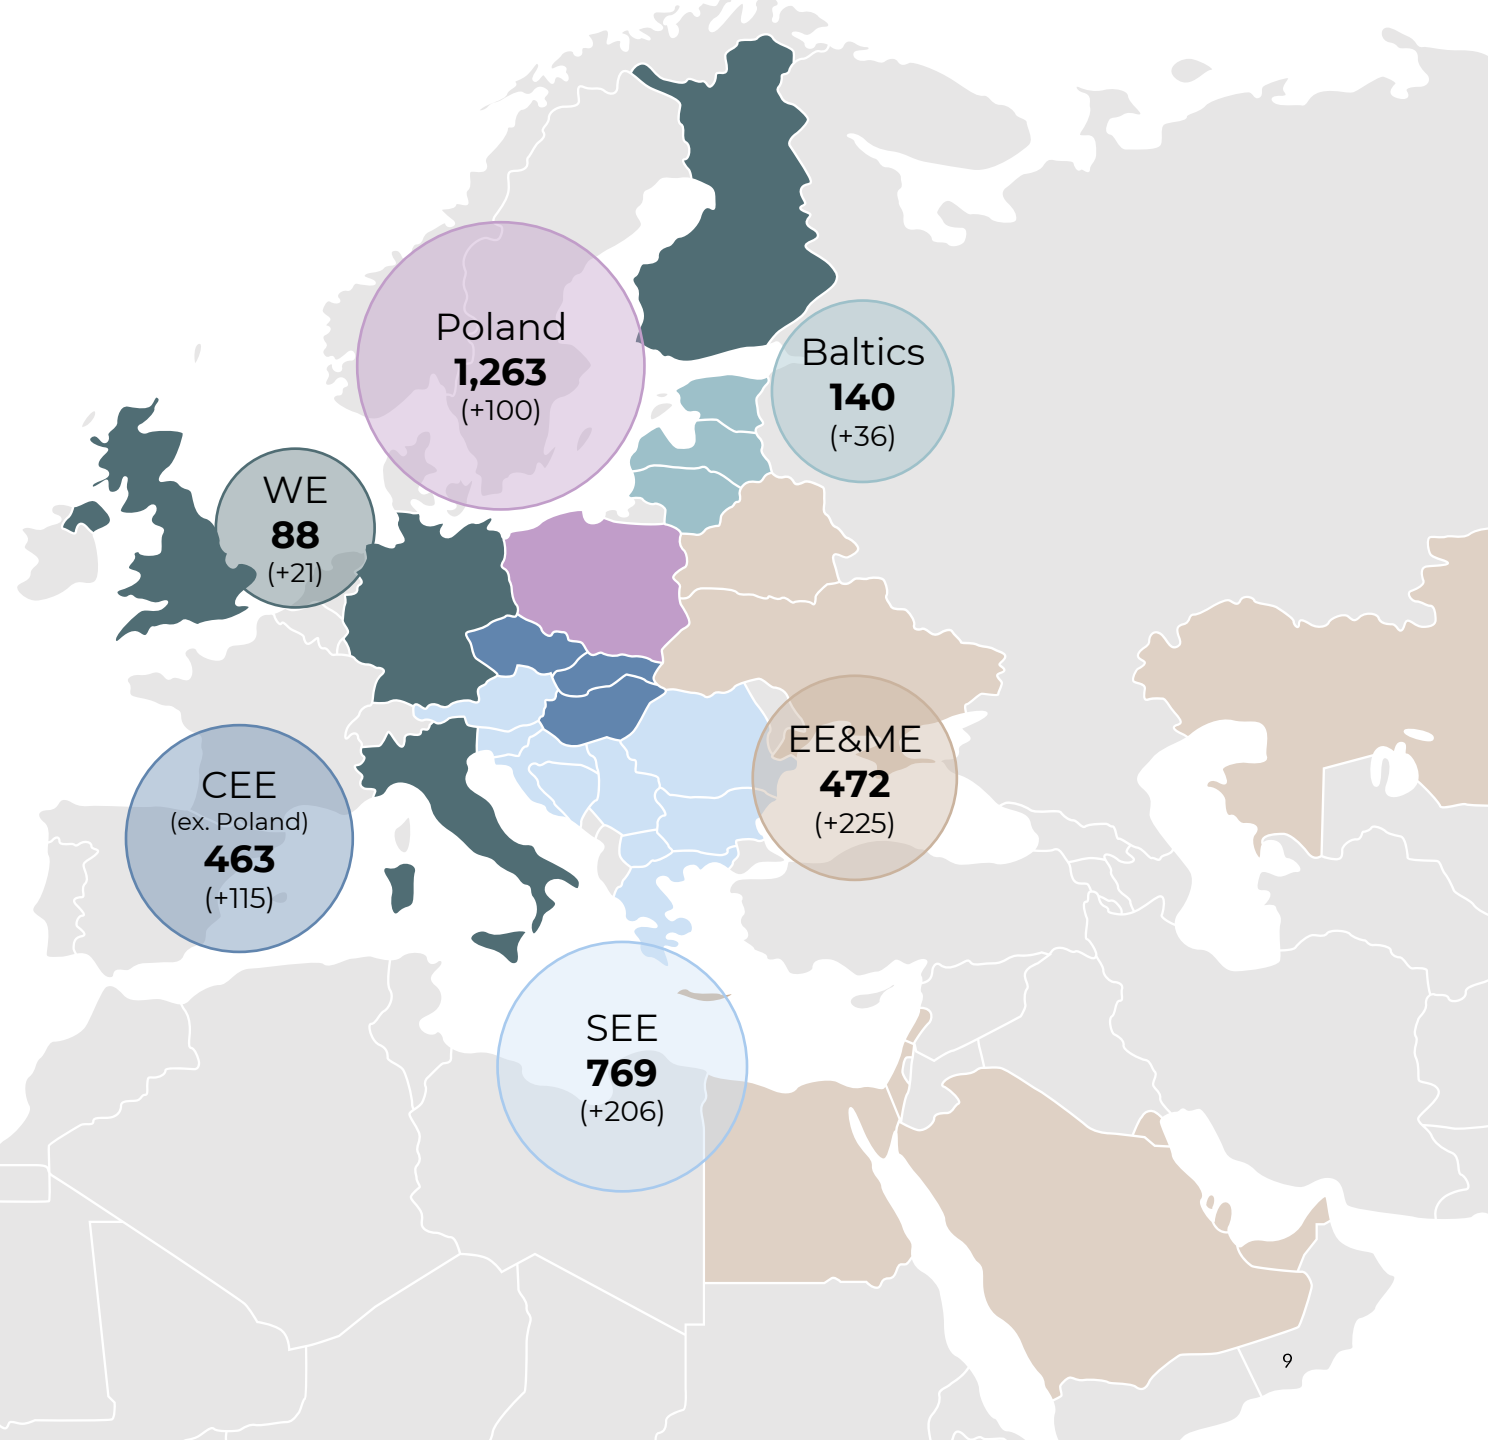 Poland
1,263
(+100)
Baltics
140
(+36)
WE
88
(+21)
EE&ME
472
(+225)
CEE
(ex. Poland)
463
(+115)
SEE
769
(+206)
9